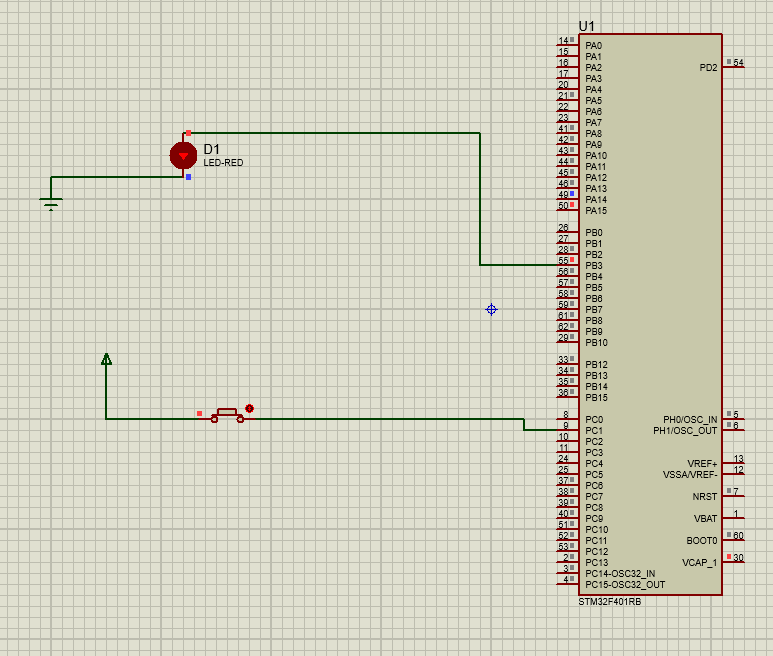 U1
14 PA0
15 PA1
16 PA2
17 PA3
20 PA4
21 PA5
22 PA6
23 PA7
41 PA8
42 PA9
43 PA10
44 PA11
45 PA12
46 PA13
49 PA14
50 PA15
PD2 54
D1
LED-RED
26 PB0
27 PB1
28 PB2
55 PB3
56 PB4
57 PB5
58 PB6
59 PB7
61 PB8
62 PB9
29 PB10
33 PB12
34 PB13
35 PB14
36 PB15
8 PC0
9 PC1
10 PC2
11 PC3
24 PC4
25 PC5
37 PC6
38 PC7
39 PC8
40 PC9
51 PC10
52 PC11
53 PC12
2 PC13
3 PC14-OSC32_IN
4 PC15-OSC32_OUT
PH0/OSC_IN 5
PH1/OSC_OUT 6
VREF+ 13
VSSA/VREF- 12
NRST 7
VBAT 1
BOOT0 60
VCAP_1 30
STM32F401RB